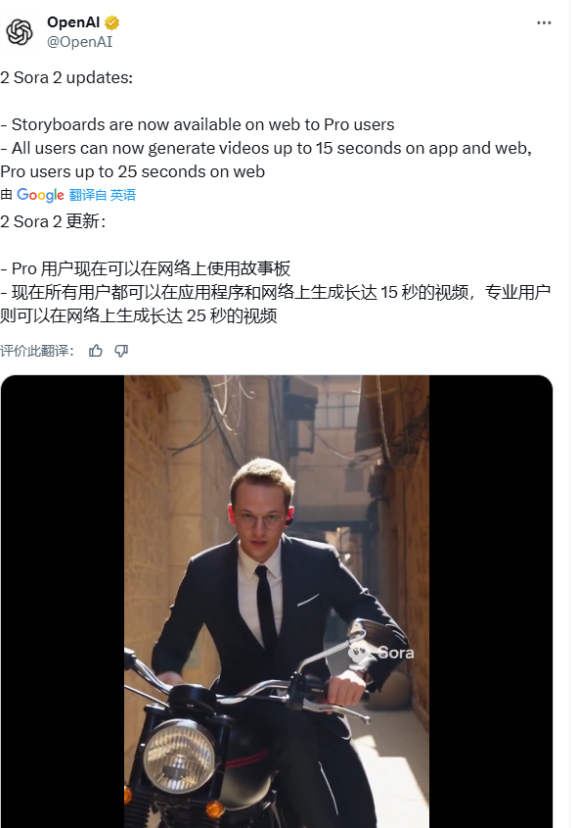 OpenAI
@OpenAI
2 Sora 2 updates:
- Storyboards are now available on web to Pro users
- All users can now generate videos up to 15 seconds on app and web,
Pro users up to 25 seconds on web
由 Google 翻译自 英语
2 Sora 2 更新：
- Pro 用户现在可以在网络上使用故事板
- 现在所有用户都可以在应用程序和网络上生成长达 15 秒的视频，专业用户
则可以在网络上生成长达 25 秒的视频
评价此翻译：
Sora